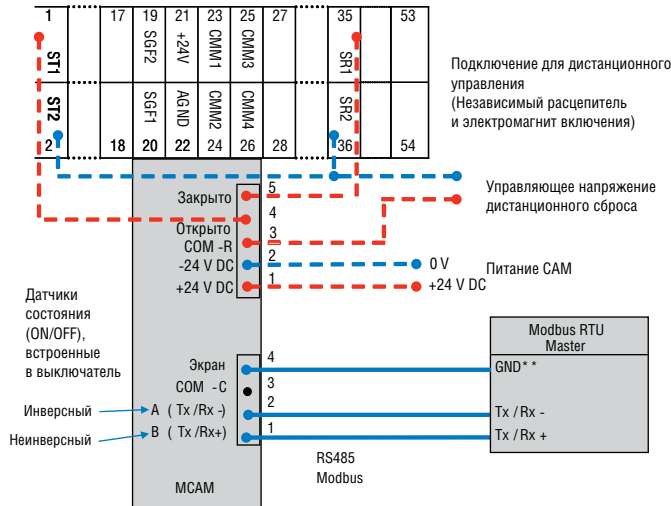 1 17 19 21 23 25 27 35 53
ST1 SGF2 +24V CMM1 CMM3 SR1
ST2 SGF1 AGND CMM2 CMM4 SR2
2 18 20 22 24 26 28 36 54
Подключение для дистанционного
управления
(Независимый расцепитель
и электромагнит включения)
Закрыто 5
4
Открыто
COM -R 3
-24 V DC 2
+24 V DC 1
Управляющее напряжение
дистанционного сброса
0 V
+24 V DC
Питание CAM
Датчики
состояния
(ON/OFF),
встроенные
в выключатель
Экран 4
COM - C 3
Инверсный A ( Tx /Rx -) 2
Неинверсный B ( Tx /Rx+) 1
MCAM
RS485
Modbus
Modbus RTU
Master
GND* *
Tx / Rx -
Tx / Rx +